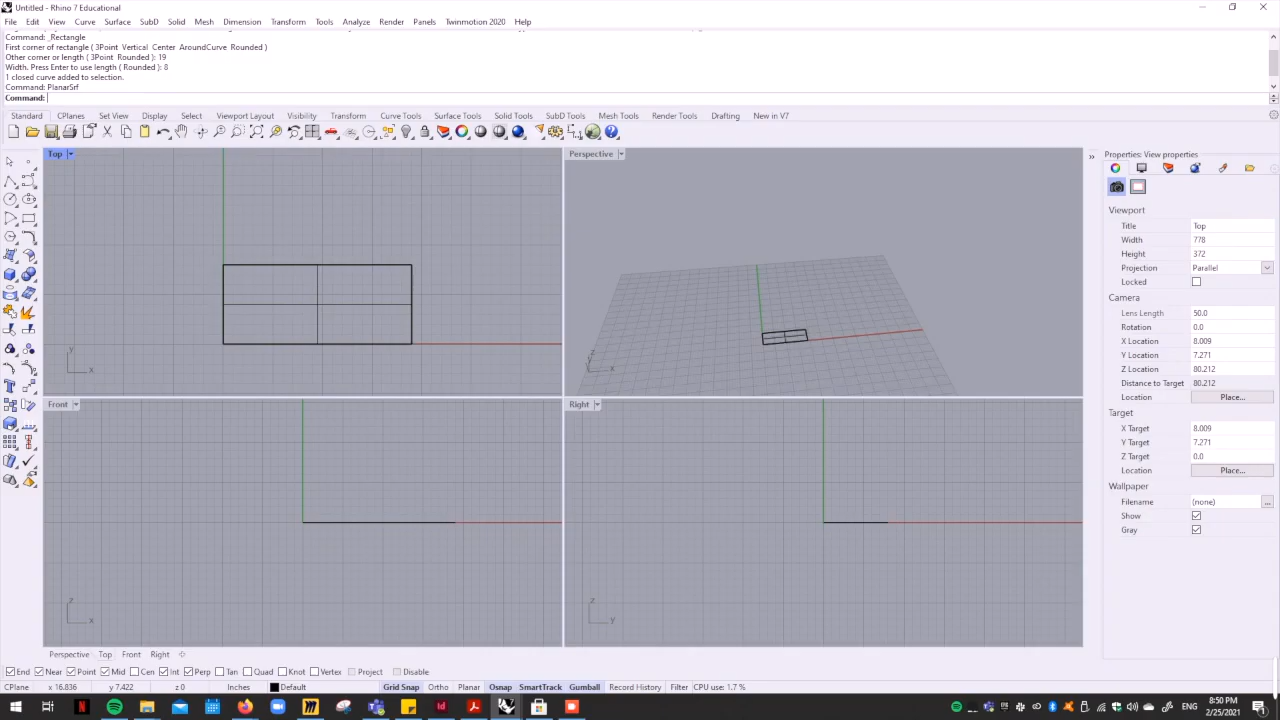 Untitled - Rhino 7 Educational
File Edit View Curve Surface SubD Solid Mesh Dimension Transform Tools Analyze Render Panels Twinmotion 2020 Help
Command: _Rectangle
First corner of rectangle ( 3Point Vertical Center AroundCurve Rounded )
Other corner or length ( 3Point Rounded ): 19
Width. Press Enter to use length ( Rounded ): 8
1 closed curve added to selection.
Command: PlanarSrf
Command:
Standard CPlanes Set View Display Select Viewport Layout Visibility Transform Curve Tools Surface Tools Solid Tools SubD Tools Mesh Tools Render Tools Drafting New in V7
Top
Perspective
Front
Right
y
x
z
x
z
x
z
y
Properties: View properties
Viewport
Title Top
Width 778
Height 372
Projection Parallel
Locked
Camera
Lens Length 50.0
Rotation 0.0
X Location 8.009
Y Location 7.271
Z Location 80.212
Distance to Target 80.212
Location Place...
Target
X Target 8.009
Y Target 7.271
Z Target 0.0
Location Place...
Wallpaper
Filename (none) ...
Show
Gray
Perspective Top Front Right
End Near Point Mid Cen Int Perp Tan Quad Knot Vertex Project Disable
CPlane x 16.836 y 7.422 z 0 Inches Default Grid Snap Ortho Planar Osnap SmartTrack Gumball Record History Filter CPU use: 1.7 %
8:50 PM
2/25/2021